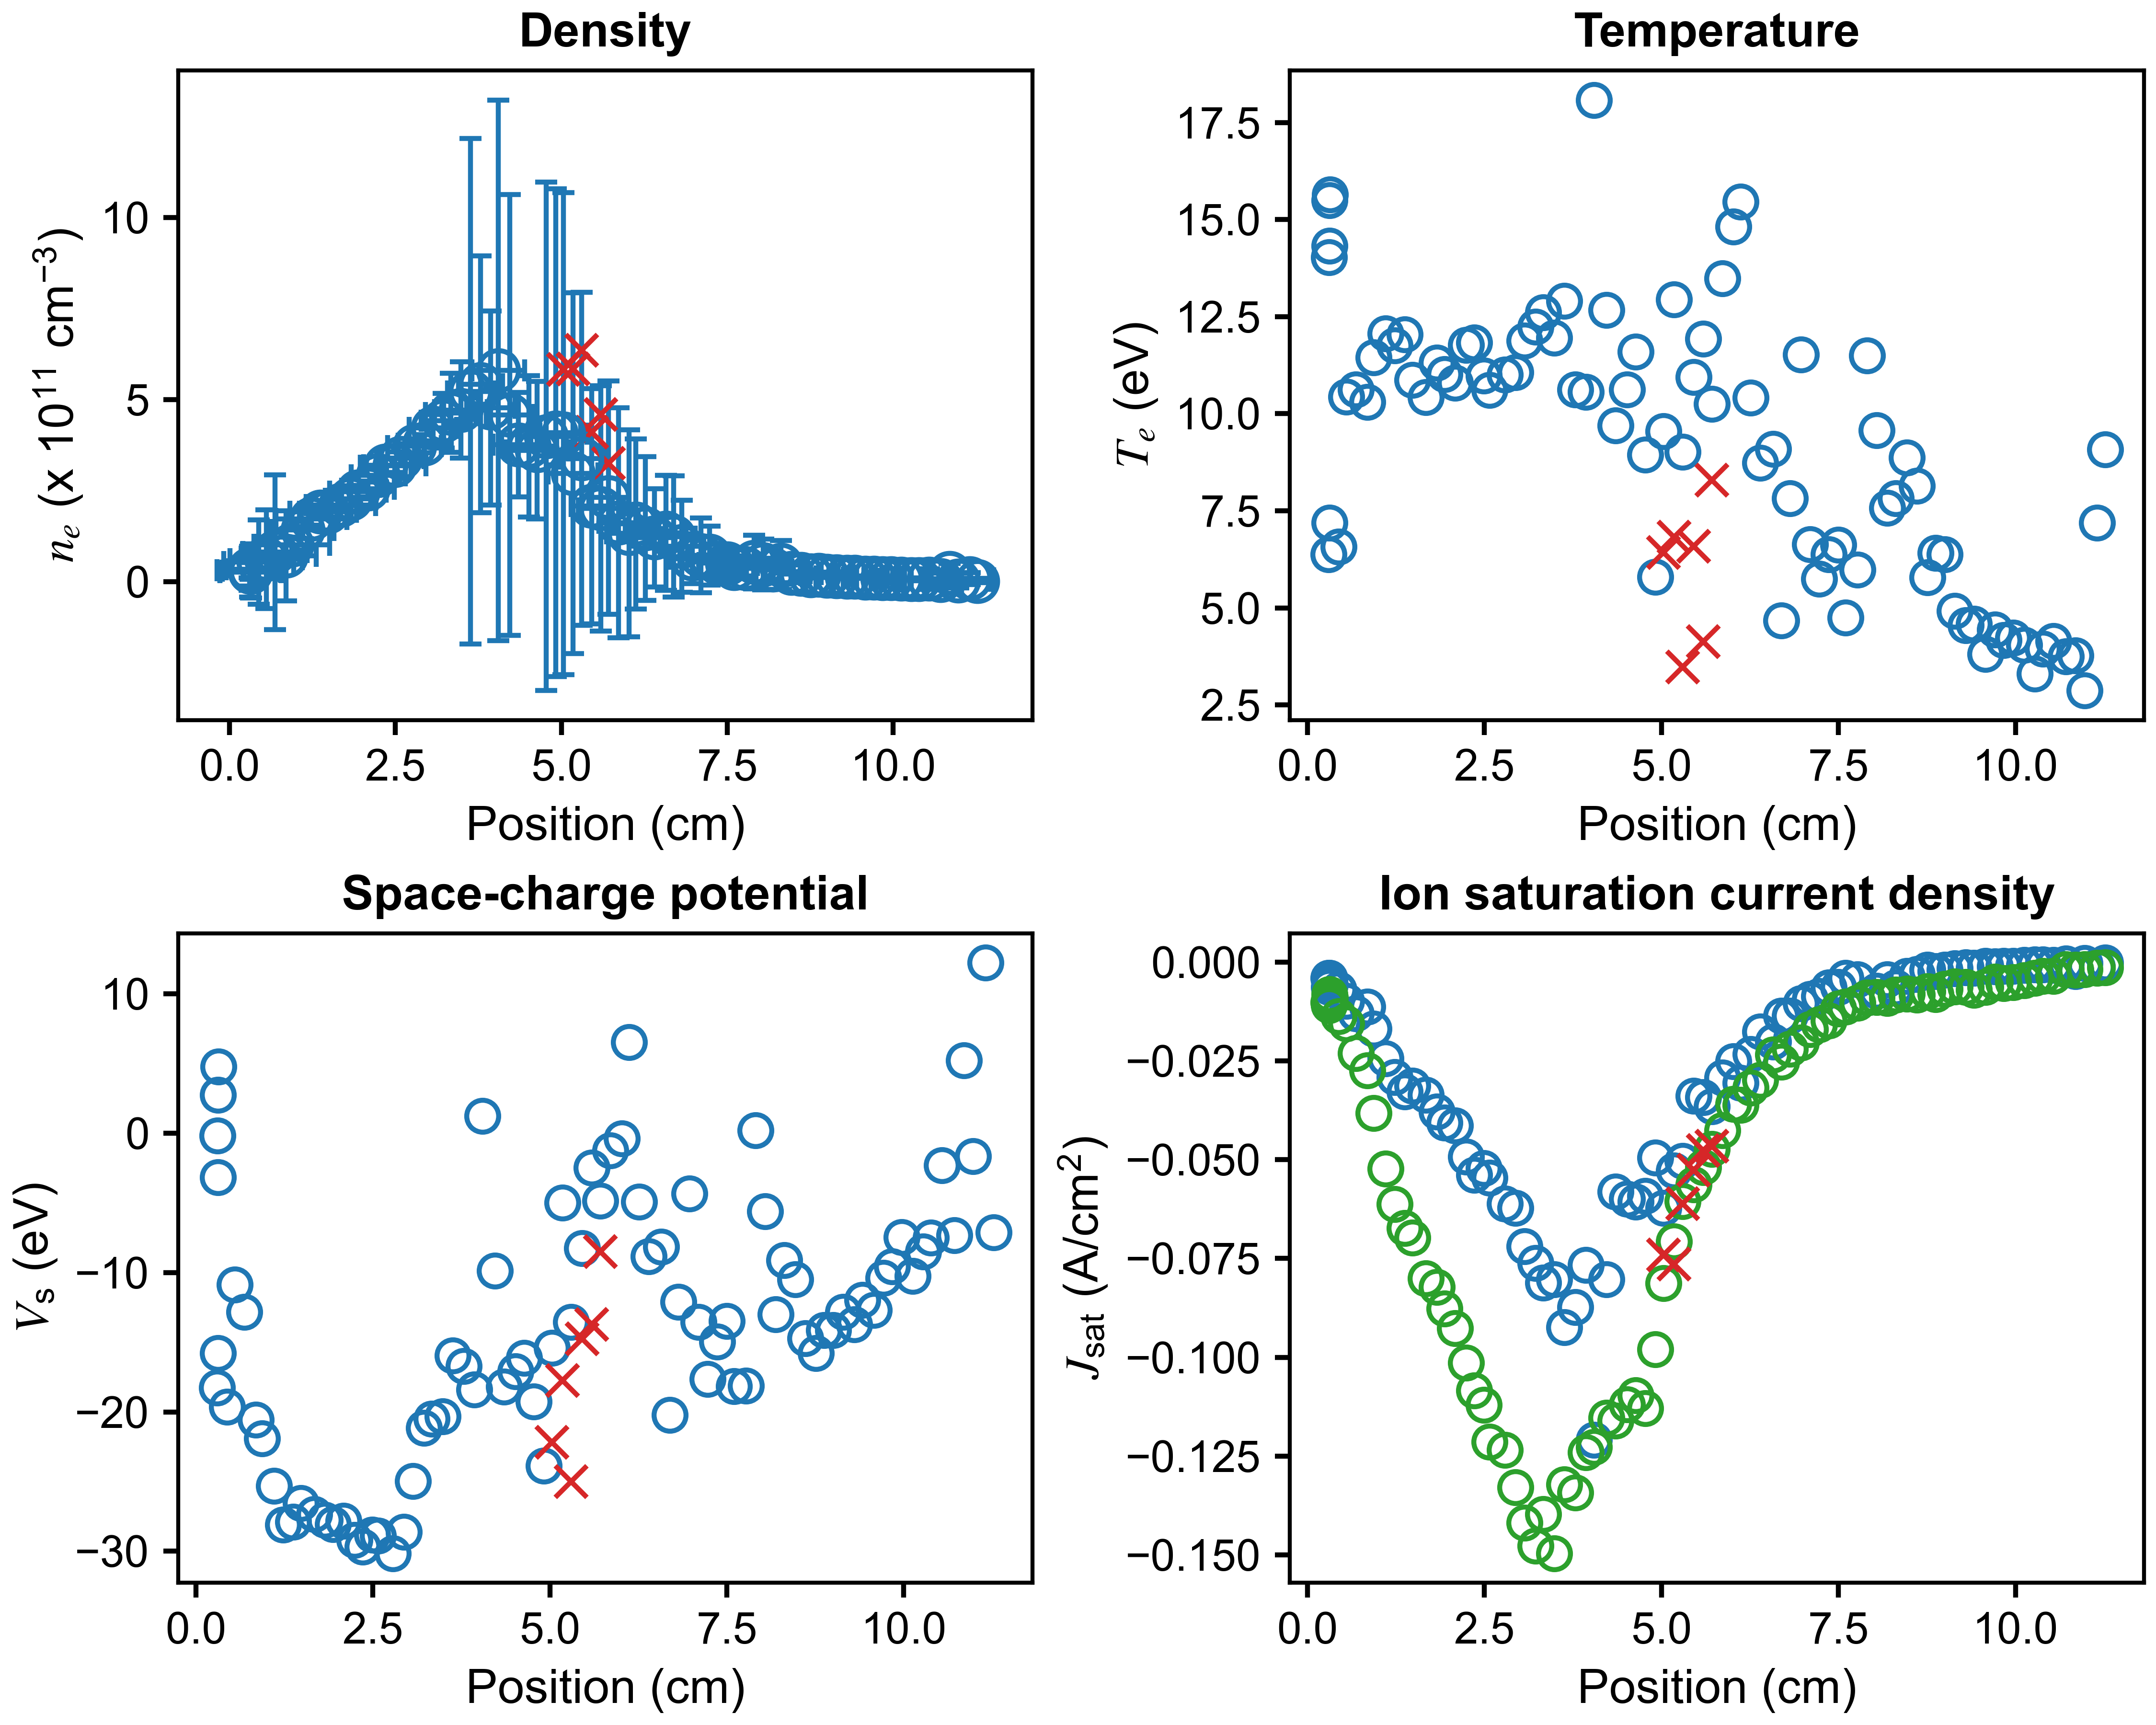 Density
Temperature
10
5
0
n_e (x 10^11 cm^−3)
0.0 2.5 5.0 7.5 10.0
Position (cm)
17.5
15.0
12.5
10.0
7.5
5.0
2.5
T_e (eV)
0.0 2.5 5.0 7.5 10.0
Position (cm)
Space-charge potential
Ion saturation current density
10
0
−10
−20
−30
V_s (eV)
0.0 2.5 5.0 7.5 10.0
Position (cm)
0.000
−0.025
−0.050
−0.075
−0.100
−0.125
−0.150
J_sat (A/cm^2)
0.0 2.5 5.0 7.5 10.0
Position (cm)